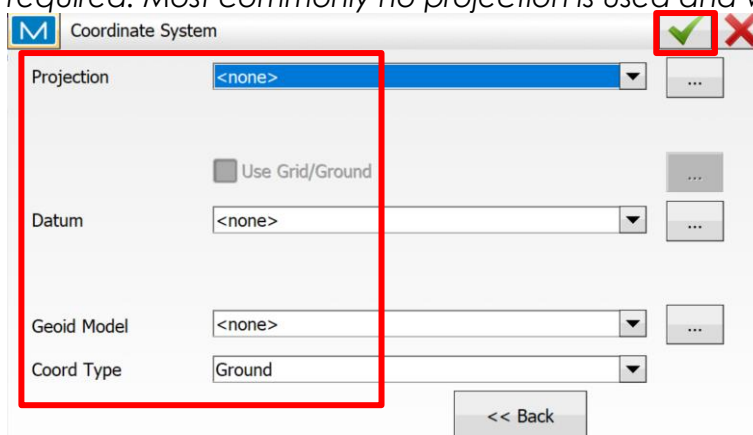 required. Most commonly no projection is used and
M Coordinate System
Projection <none> ...
Use Grid/Ground ...
Datum <none> ...
Geoid Model <none> ...
Coord Type Ground
<< Back